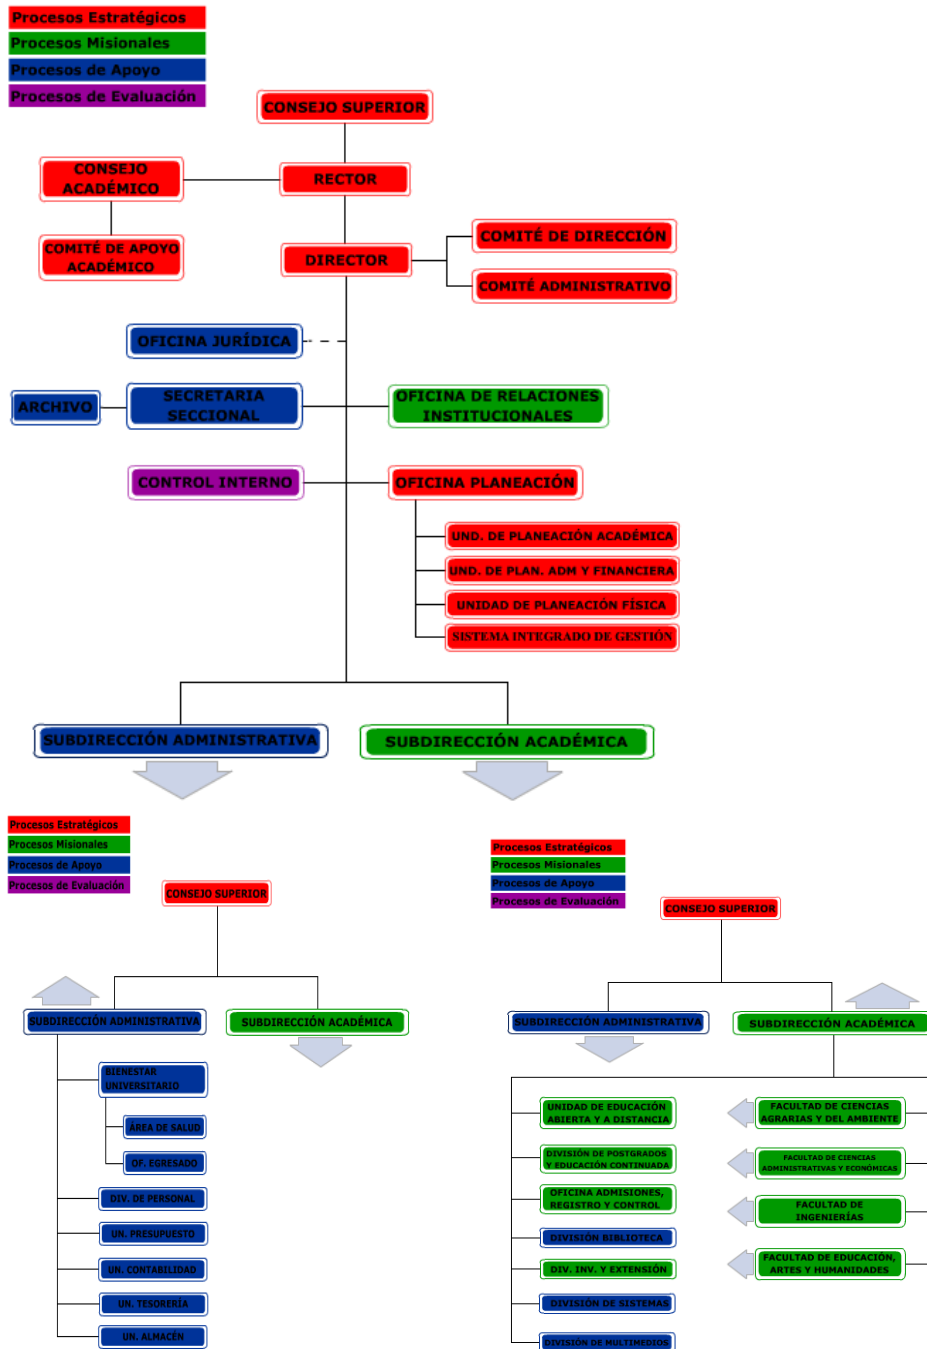 Procesos Estratégicos
Procesos Misionales
Procesos de Apoyo
Procesos de Evaluación
CONSEJO SUPERIOR
CONSEJO
ACADÉMICO
RECTOR
COMITÉ DE APOYO
ACADÉMICO
DIRECTOR
COMITÉ DE DIRECCIÓN
COMITÉ ADMINISTRATIVO
OFICINA JURÍDICA
ARCHIVO
SECRETARIA
SECCIONAL
OFICINA DE RELACIONES
INSTITUCIONALES
CONTROL INTERNO
OFICINA PLANEACIÓN
UND. DE PLANEACIÓN ACADÉMICA
UND. DE PLAN. ADM Y FINANCIERA
UNIDAD DE PLANEACIÓN FÍSICA
SISTEMA INTEGRADO DE GESTIÓN
SUBDIRECCIÓN ADMINISTRATIVA
SUBDIRECCIÓN ACADÉMICA
Procesos Estratégicos
Procesos Misionales
Procesos de Apoyo
Procesos de Evaluación
CONSEJO SUPERIOR
SUBDIRECCIÓN ADMINISTRATIVA
SUBDIRECCIÓN ACADÉMICA
BIENESTAR
UNIVERSITARIO
ÁREA DE SALUD
OF. EGRESADO
DIV. DE PERSONAL
UN. PRESUPUESTO
UN. CONTABILIDAD
UN. TESORERÍA
UN. ALMACÉN
Procesos Estratégicos
Procesos Misionales
Procesos de Apoyo
Procesos de Evaluación
CONSEJO SUPERIOR
SUBDIRECCIÓN ADMINISTRATIVA
SUBDIRECCIÓN ACADÉMICA
UNIDAD DE EDUCACIÓN
ABIERTA Y A DISTANCIA
DIVISIÓN DE POSTGRADOS
Y EDUCACIÓN CONTINUADA
OFICINA ADMISIONES,
REGISTRO Y CONTROL
DIVISIÓN BIBLIOTECA
DIV. INV. Y EXTENSIÓN
DIVISIÓN DE SISTEMAS
DIVISIÓN DE MULTIMEDIOS
FACULTAD DE CIENCIAS
AGRARIAS Y DEL AMBIENTE
FACULTAD DE CIENCIAS
ADMINISTRATIVAS Y ECONÓMICAS
FACULTAD DE
INGENIERÍAS
FACULTAD DE EDUCACIÓN,
ARTES Y HUMANIDADES